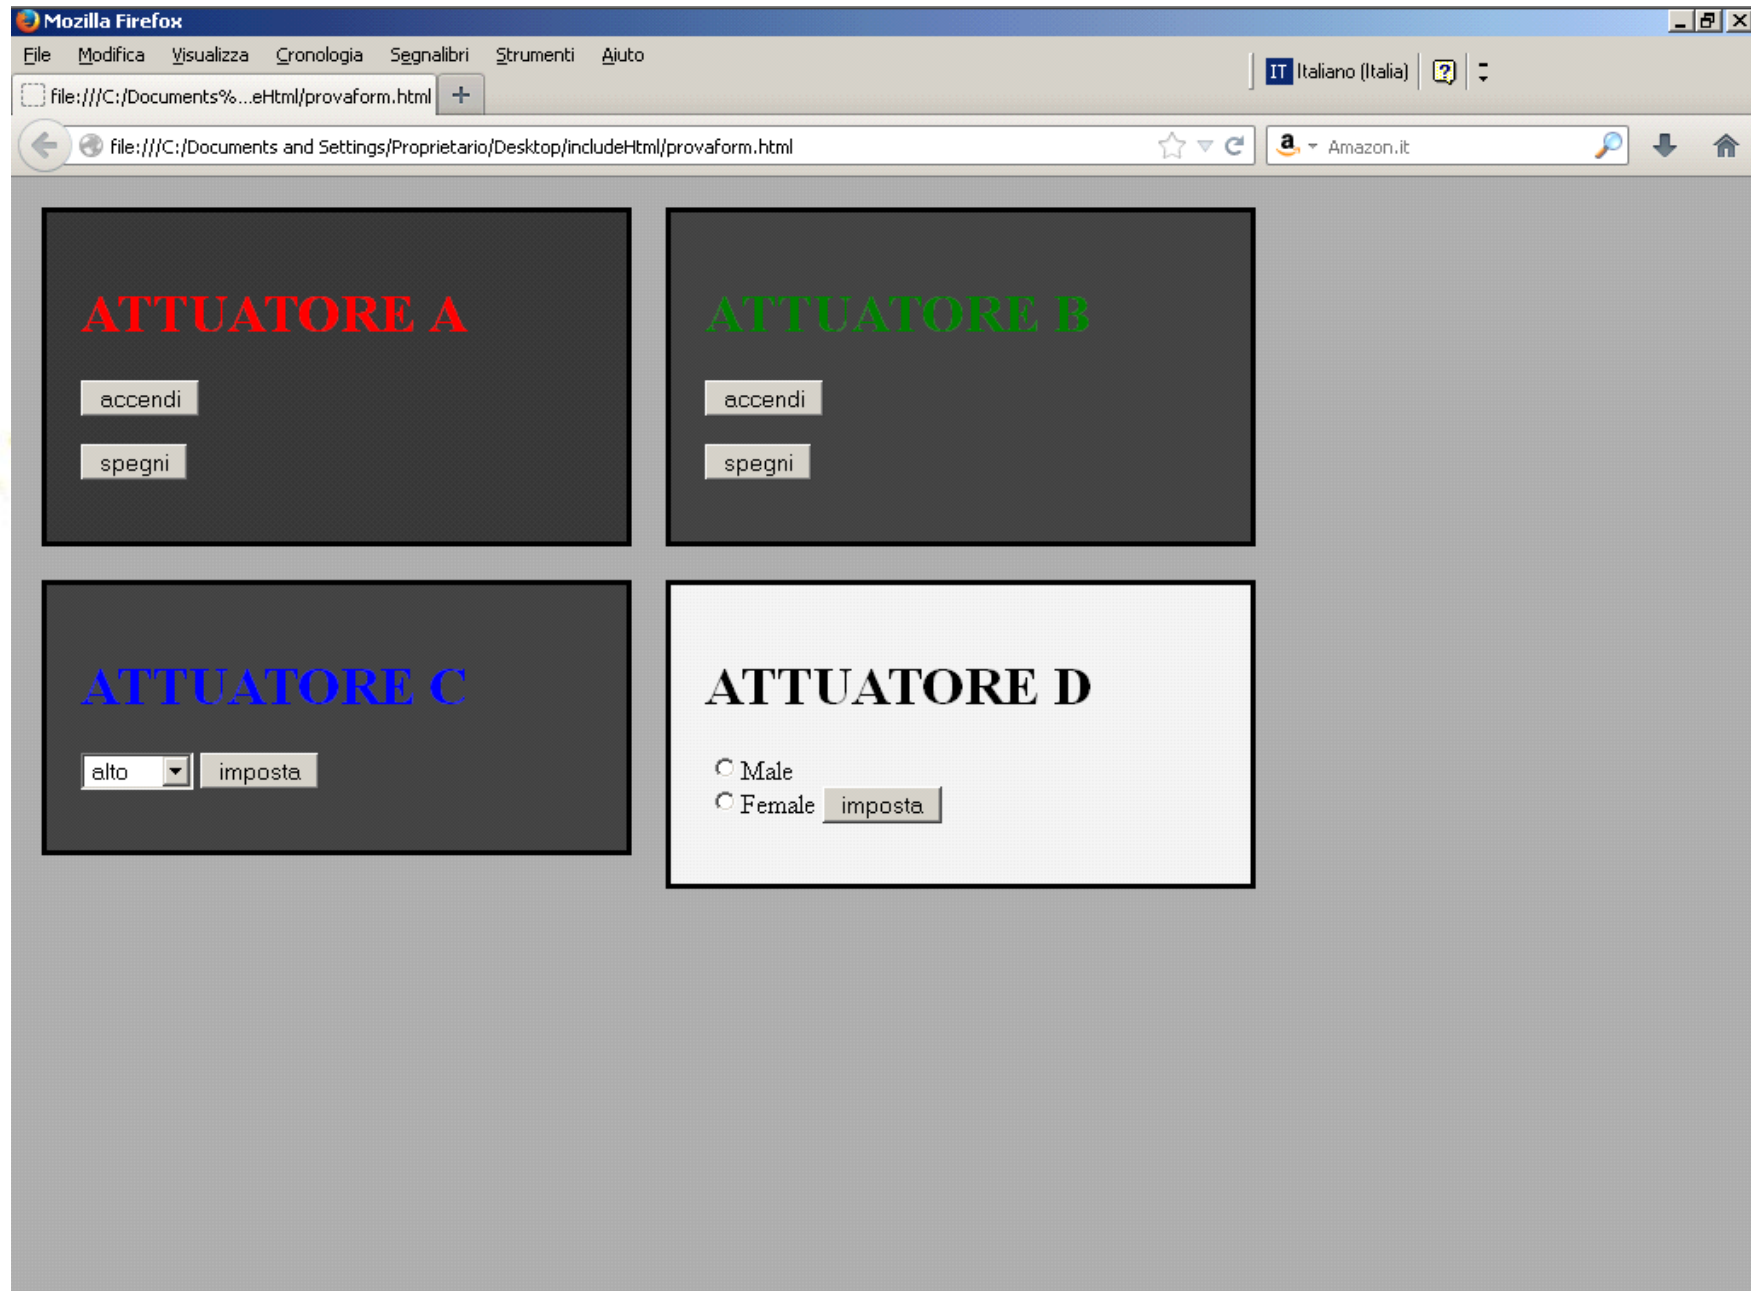 Mozilla Firefox
File Modifica Visualizza Cronologia Segnalibri Strumenti Aiuto
IT Italiano (Italia)
file:///C:/Documents%...eHtml/provaform.html
file:///C:/Documents and Settings/Proprietario/Desktop/includeHtml/provaform.html
Amazon.it
ATTUATORE A
accendi
spegni
ATTUATORE B
accendi
spegni
ATTUATORE C
alto imposta
ATTUATORE D
Male
Female imposta